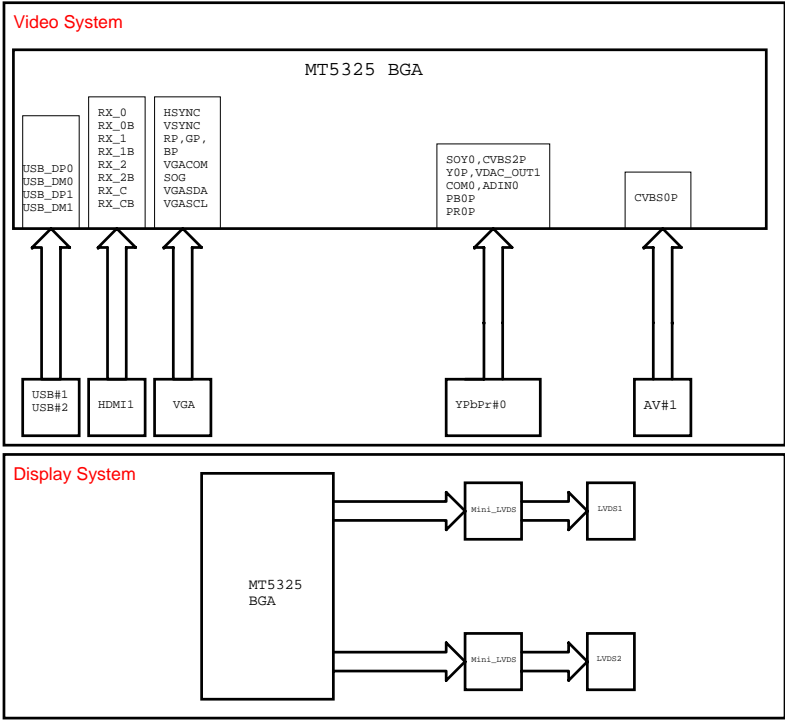 Video System
MT5325 BGA
USB_DP0
USB_DM0
USB_DP1
USB_DM1
RX_0
RX_0B
RX_1
RX_1B
RX_2
RX_2B
RX_C
RX_CB
HSYNC
VSYNC
RP,GP,
BP
VGACOM
SOG
VGASDA
VGASCL
SOY0,CVBS2P
Y0P,VDAC_OUT1
COM0,ADIN0
PB0P
PR0P
CVBS0P
USB#1
USB#2
HDMI1
VGA
YPbPr#0
AV#1
Display System
MT5325
BGA
Mini_LVDS
LVDS1
Mini_LVDS
LVDS2